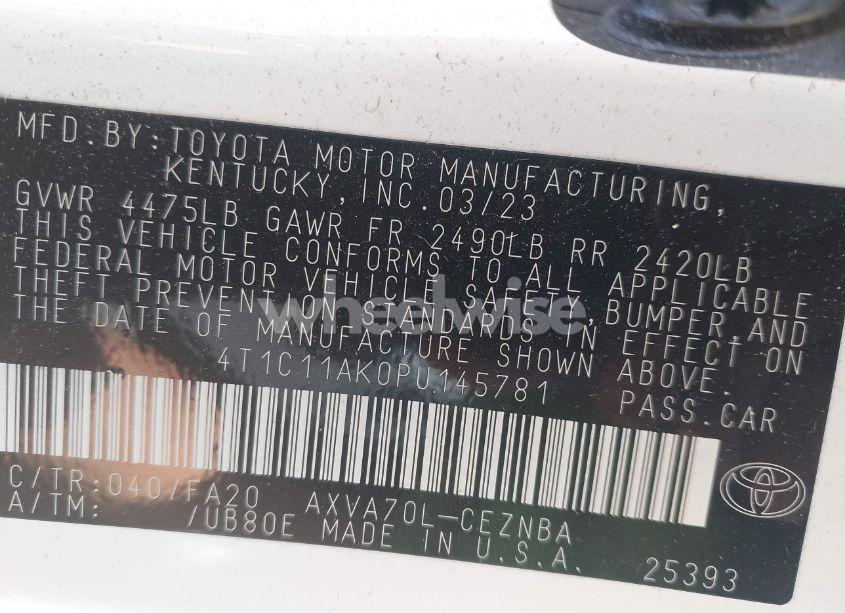 MFD. BY: TOYOTA MOTOR MANUFACTURING,
KENTUCKY, INC. 03/23
GVWR 4475LB GAWR FR 2490LB RR 2420LB
THIS VEHICLE CONFORMS TO ALL APPLICABLE
FEDERAL MOTOR VEHICLE SAFETY, BUMPER, AND
THEFT PREVENTION STANDARDS IN EFFECT ON
THE DATE OF MANUFACTURE SHOWN ABOVE.
4T1C11AK0PU145781 PASS. CAR
C/TR: 040/FA20 AXVA70L-CEZNBA
A/TM: /UB80E MADE IN U.S.A. 25393
wheelwise